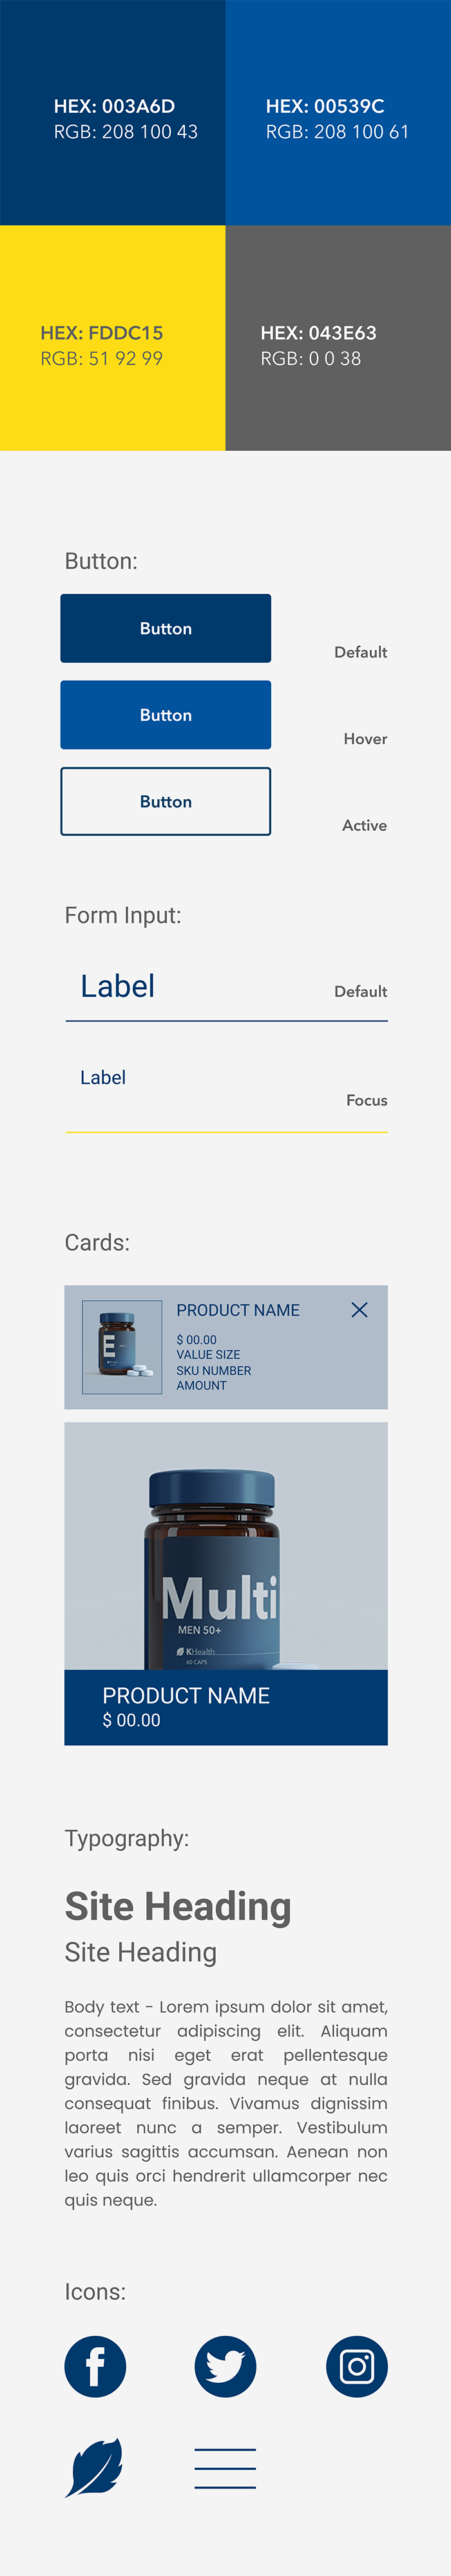 HEX: 003A6D
RGB: 208 100 43
HEX: 00539C
RGB: 208 100 61
HEX: FDDC15
RGB: 51 92 99
HEX: 043E63
RGB: 0 0 38
Button:
Button
Default
Button
Hover
Button
Active
Form Input:
Label
Default
Label
Focus
Cards:
E
PRODUCT NAME
$ 00.00
VALUE SIZE
SKU NUMBER
AMOUNT
Multi
MEN 50+
KHealth
60 CAPS
PRODUCT NAME
$ 00.00
Typography:
Site Heading
Site Heading
Body text - Lorem ipsum dolor sit amet,
consectetur adipiscing elit. Aliquam
porta nisi eget erat pellentesque
gravida. Sed gravida neque at nulla
consequat finibus. Vivamus dignissim
laoreet nunc a semper. Vestibulum
varius sagittis accumsan. Aenean non
leo quis orci hendrerit ullamcorper nec
quis neque.
Icons: